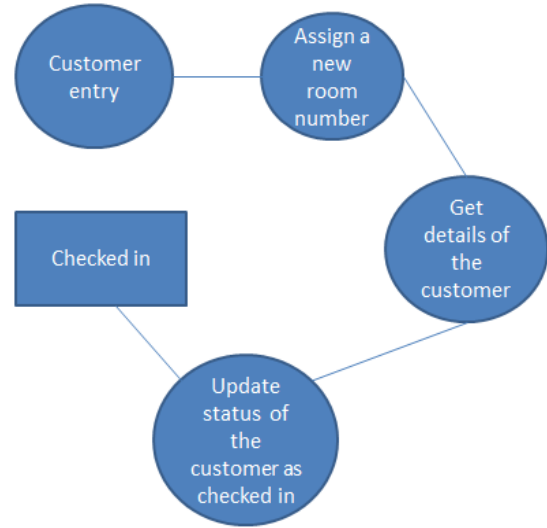 Customer
entry
Assign a
new
room
number
Get
details of
the
customer
Update
status of
the
customer as
checked in
Checked in